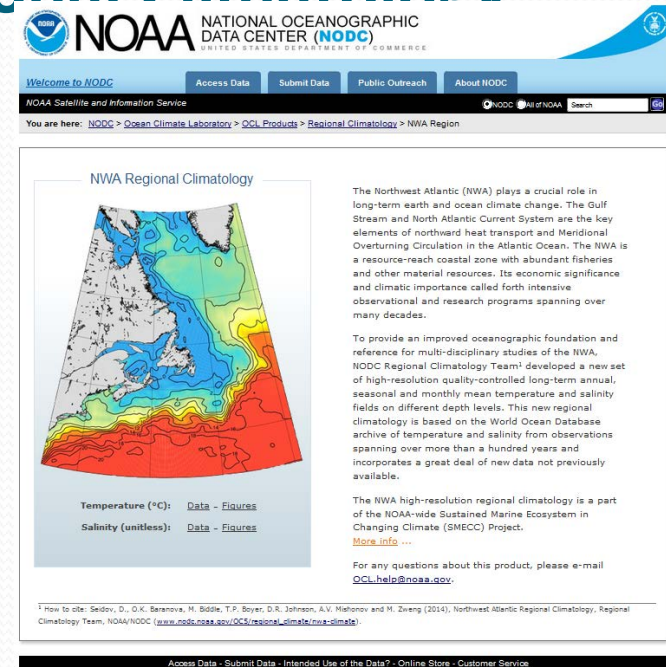 NOAA
NATIONAL OCEANOGRAPHIC
DATA CENTER (NODC)
UNITED STATES DEPARTMENT OF COMMERCE
Welcome to NODC
Access Data
Submit Data
Public Outreach
About NODC
NOAA Satellite and Information Service
NODC All of NOAA Search Go
You are here: NODC > Ocean Climate Laboratory > OCL Products > Regional Climatology > NWA Region
NWA Regional Climatology
Temperature (°C): Data - Figures
Salinity (unitless): Data - Figures
The Northwest Atlantic (NWA) plays a crucial role in
long-term earth and ocean climate change. The Gulf
Stream and North Atlantic Current System are the key
elements of northward heat transport and Meridional
Overturning Circulation in the Atlantic Ocean. The NWA is
a resource-reach coastal zone with abundant fisheries
and other material resources. Its economic significance
and climatic importance called forth intensive
observational and research programs spanning over
many decades.
To provide an improved oceanographic foundation and
reference for multi-disciplinary studies of the NWA,
NODC Regional Climatology Team¹ developed a new set
of high-resolution quality-controlled long-term annual,
seasonal and monthly mean temperature and salinity
fields on different depth levels. This new regional
climatology is based on the World Ocean Database
archive of temperature and salinity from observations
spanning over more than a hundred years and
incorporates a great deal of new data not previously
available.
The NWA high-resolution regional climatology is a part
of the NOAA-wide Sustained Marine Ecosystem in
Changing Climate (SMECC) Project.
More info ...
For any questions about this product, please e-mail
OCL.help@noaa.gov.
¹ How to cite: Seidov, D., O.K. Baranova, M. Biddle, T.P. Boyer, D.R. Johnson, A.V. Mishonov and M. Zweng (2014), Northwest Atlantic Regional Climatology, Regional
Climatology Team, NOAA/NODC (www.nodc.noaa.gov/OC5/regional_climate/nwa-climate).
Access Data - Submit Data - Intended Use of the Data? - Online Store - Customer Service